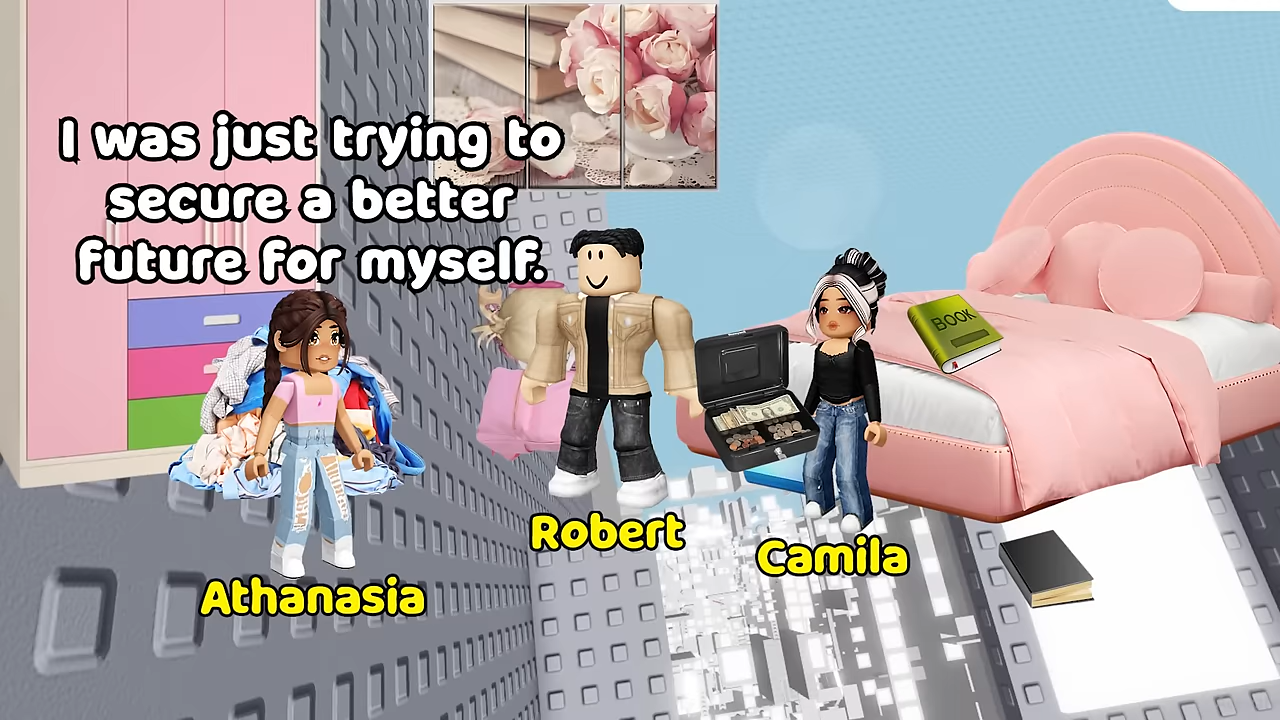 I was just trying to
secure a better
future for myself.
BOOK
Robert
Camila
Athanasia